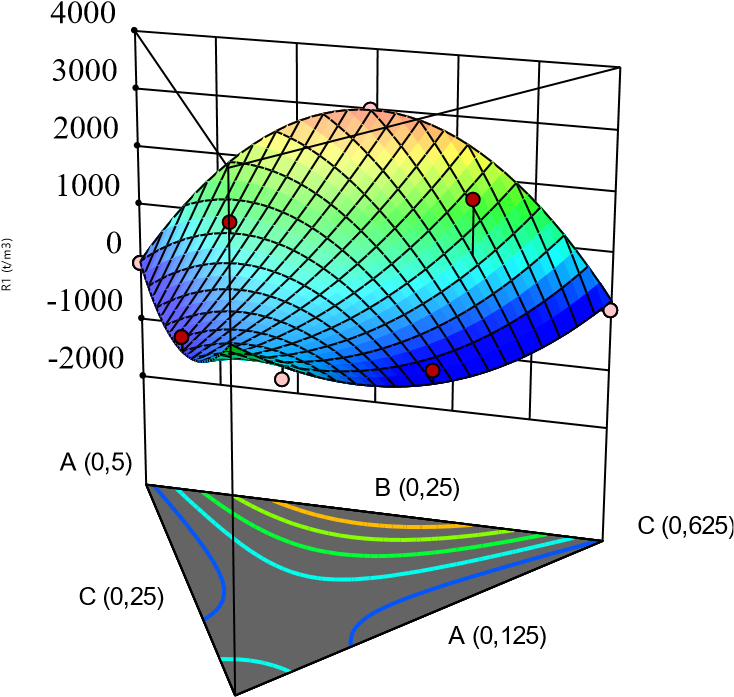 4000
3000
2000
1000
0
-1000
-2000
R1 (t/m3)
A (0,5)
B (0,25)
C (0,625)
C (0,25)
A (0,125)